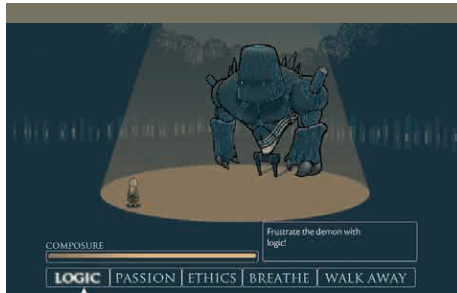 Frustrate the demon with
logic!
COMPOSURE
LOGIC PASSION ETHICS BREATHE WALK AWAY